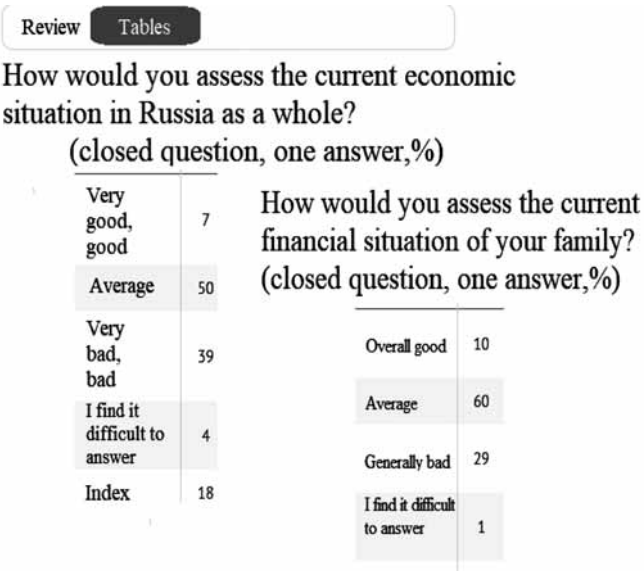 Review Tables
How would you assess the current economic
situation in Russia as a whole?
(closed question, one answer,%)
Very
good,
good
7
Average 50
Very
bad,
bad
39
I find it
difficult to
answer
4
Index 18
How would you assess the current
financial situation of your family?
(closed question, one answer,%)
Overall good 10
Average 60
Generally bad 29
I find it difficult
to answer 1